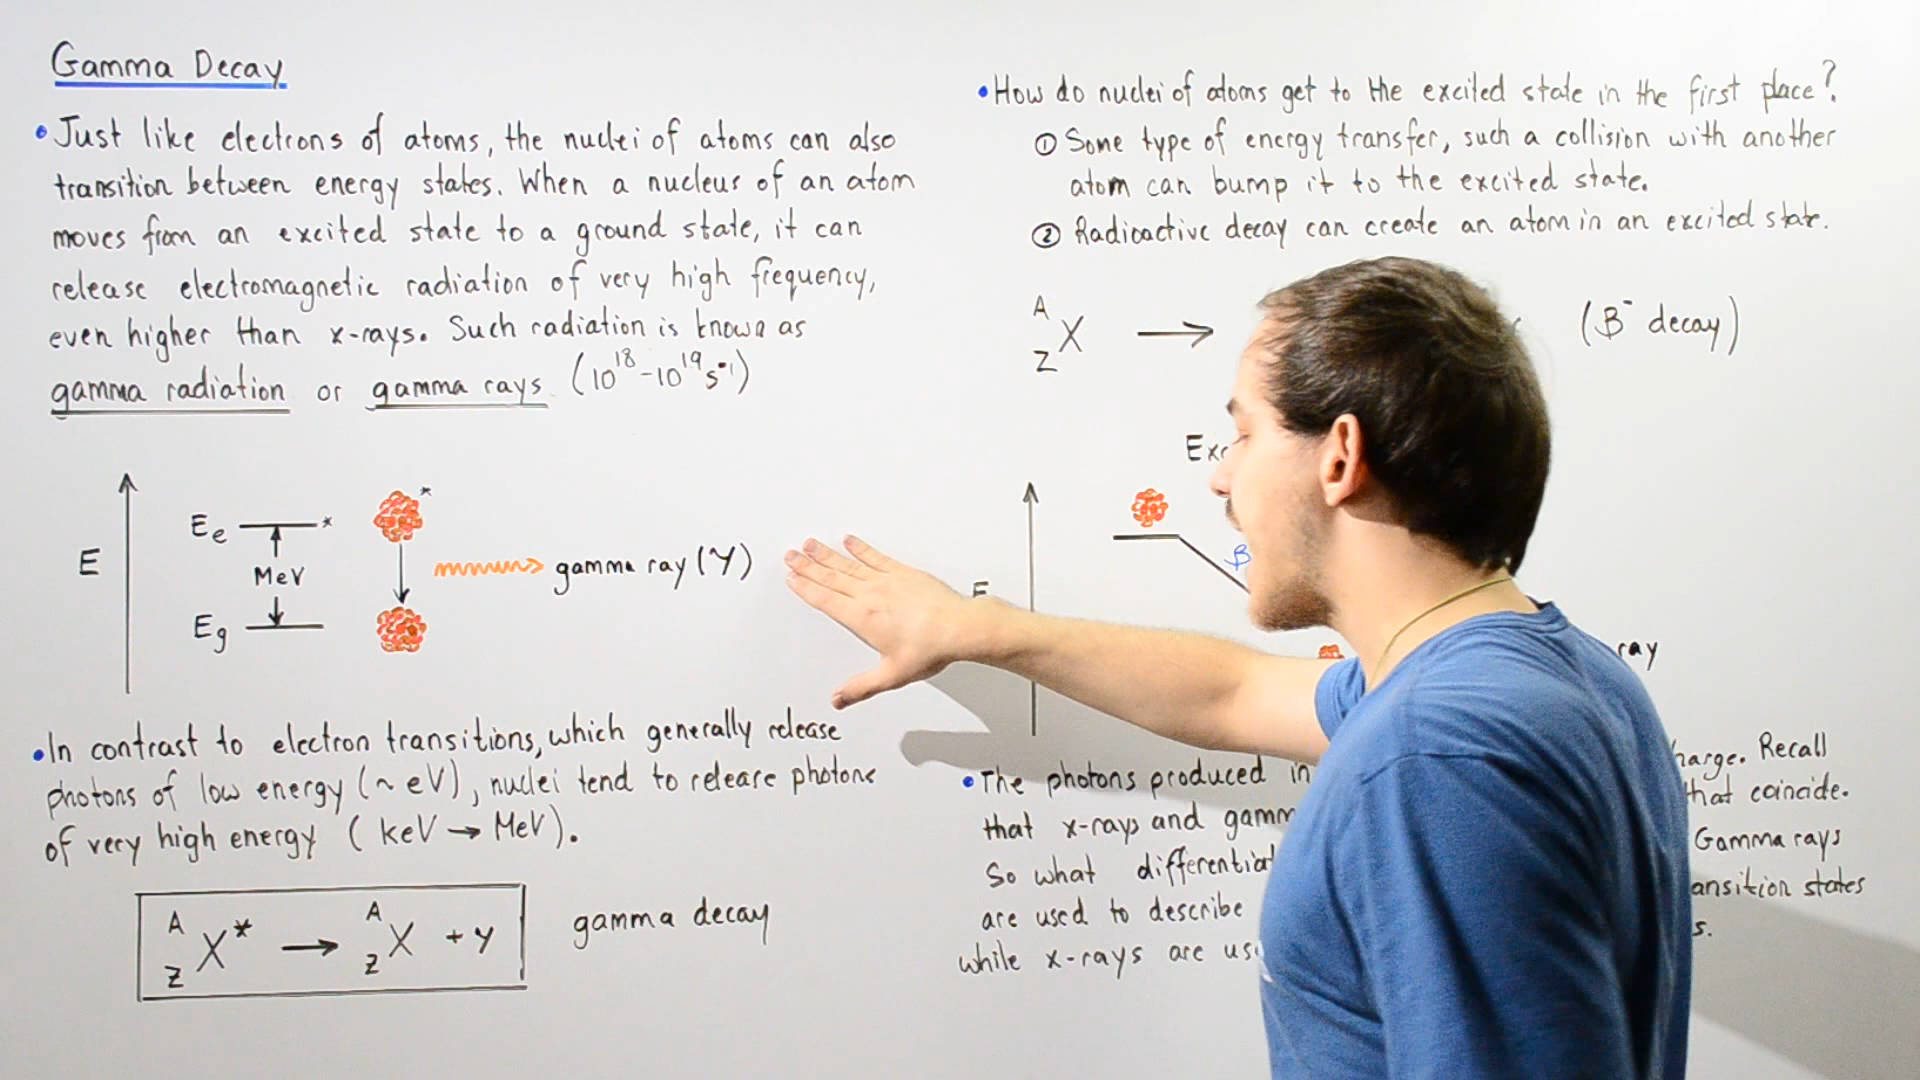 Gamma Decay
• Just like electrons of atoms, the nuclei of atoms can also
transition between energy states. When a nucleus of an atom
moves from an excited state to a ground state, it can
release electromagnetic radiation of very high frequency,
even higher than x-rays. Such radiation is known as
gamma radiation or gamma rays. (10^18 - 10^19 s^-1)
E
Ee *
MeV
Eg
*
gamma ray (γ)
• In contrast to electron transitions, which generally release
photons of low energy (~ eV), nuclei tend to release photons
of very high energy ( keV → MeV ).
A Z X* → A Z X + γ
gamma decay
• How do nuclei of atoms get to the excited state in the first place?
① Some type of energy transfer, such a collision with another
atom can bump it to the excited state.
② Radioactive decay can create an atom in an excited state.
A Z X → (β⁻ decay)
E
β
ray
• The photons produced in harge. Recall
that x-rays and that coincide.
So what Gamma rays
are used to describe states
while x-rays are